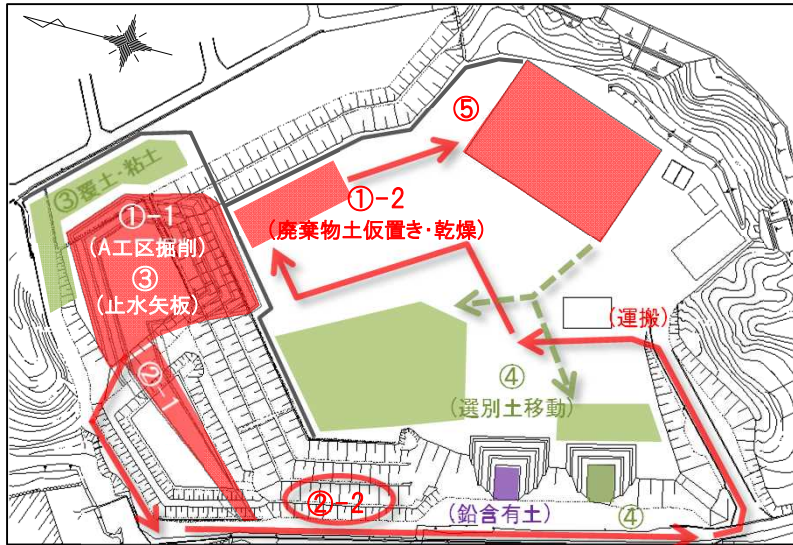 ⑤
③覆土・粘土
①-1
(A工区掘削)
③
(止水矢板)
①-2
(廃棄物土仮置き・乾燥)
(運搬)
②-1
④
(選別土移動)
②-2
(鉛含有土)
④